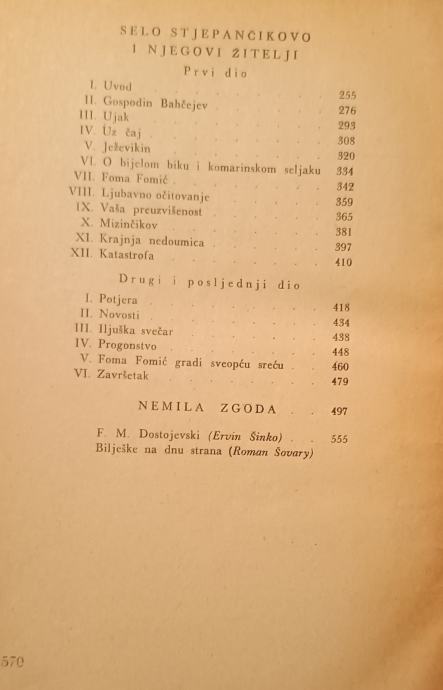 SELO STJEPANČIKOVO
I NJEGOVI ŽITELJI
Prvi dio
I. Uvod . . . . . 255
II. Gospodin Bahčejev . . . . 276
III. Ujak . . . . . 293
IV. Uz čaj . . . . . 308
V. Ježevikin . . . . . 320
VI. O bijelom biku i komarinskom seljaku 334
VII. Foma Fomič . . . . . 342
VIII. Ljubavno očitovanje . . . . 359
IX. Vaša preuzvišenost . . . . 365
X. Mizinčikov . . . . . 381
XI. Krajnja nedoumica . . . . 397
XII. Katastrofa . . . . . 410
Drugi i posljednji dio
I. Potjera . . . . . 418
II. Novosti . . . . . 434
III. Iljuška svečar . . . . . 438
IV. Progonstvo . . . . . 448
V. Foma Fomić gradi sveopću sreću . . 460
VI. Završetak . . . . . 479
NEMILA ZGODA . . 497
F. M. Dostojevski (Ervin Šinko) . . 555
Bilješke na dnu strana (Roman Šovary)
570